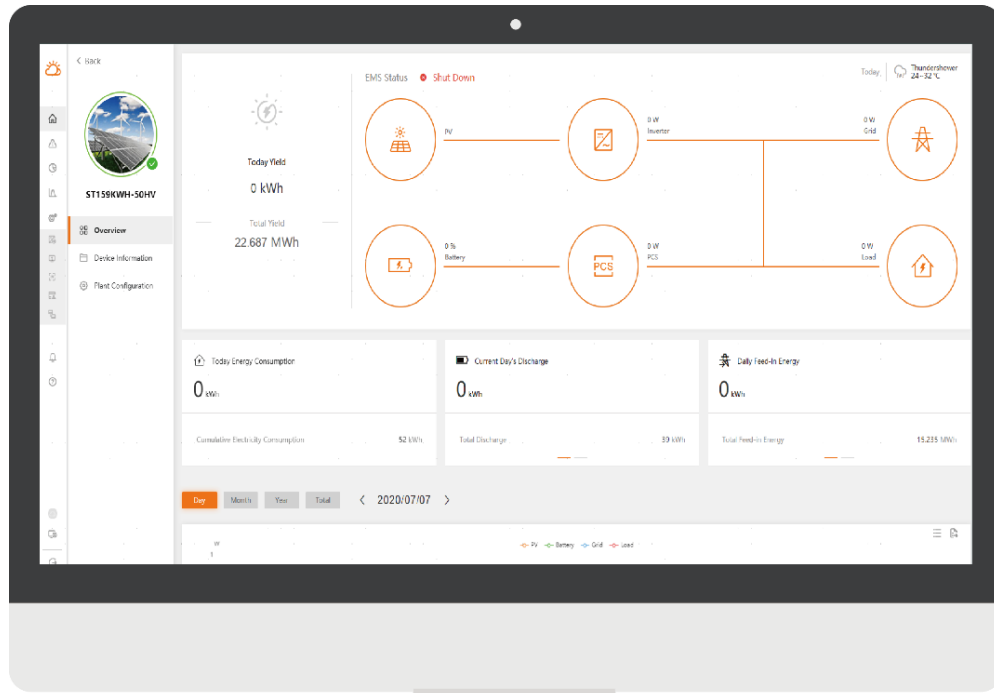 Back
ST159KWH-50HV
Overview
Device Information
Plant Configuration
Today Yield
0 kWh
Total Yield
22.687 MWh
EMS Status Shut Down
Today
Thundershower
24~32 ℃
PV
0 W
Inverter
0 W
Grid
0 %
Battery
PCS
0 W
PCS
0 W
Load
Today Energy Consumption
0 kWh
Cumulative Electricity Consumption 52 kWh
Current Day's Discharge
0 kWh
Total Discharge 39 kWh
Daily Feed-in Energy
0 kWh
Total Feed-in Energy 15.235 MWh
Day Month Year Total 2020/07/07
W
1
PV Battery Grid Load